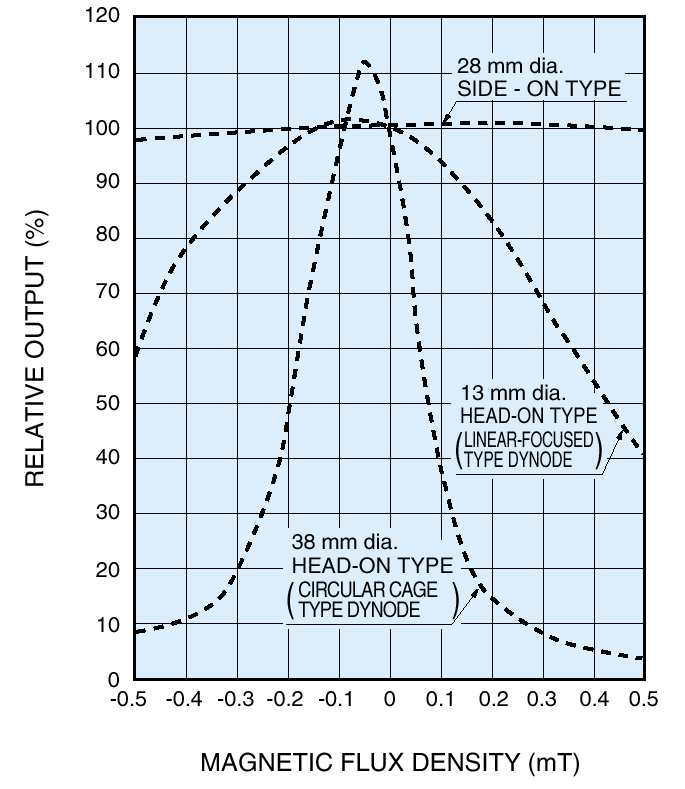 120
110
100
90
80
70
60
50
40
30
20
10
0
-0.5 -0.4 -0.3 -0.2 -0.1 0 0.1 0.2 0.3 0.4 0.5
RELATIVE OUTPUT (%)
MAGNETIC FLUX DENSITY (mT)
28 mm dia.
SIDE - ON TYPE
13 mm dia.
HEAD-ON TYPE
(LINEAR-FOCUSED
TYPE DYNODE)
38 mm dia.
HEAD-ON TYPE
(CIRCULAR CAGE
TYPE DYNODE)